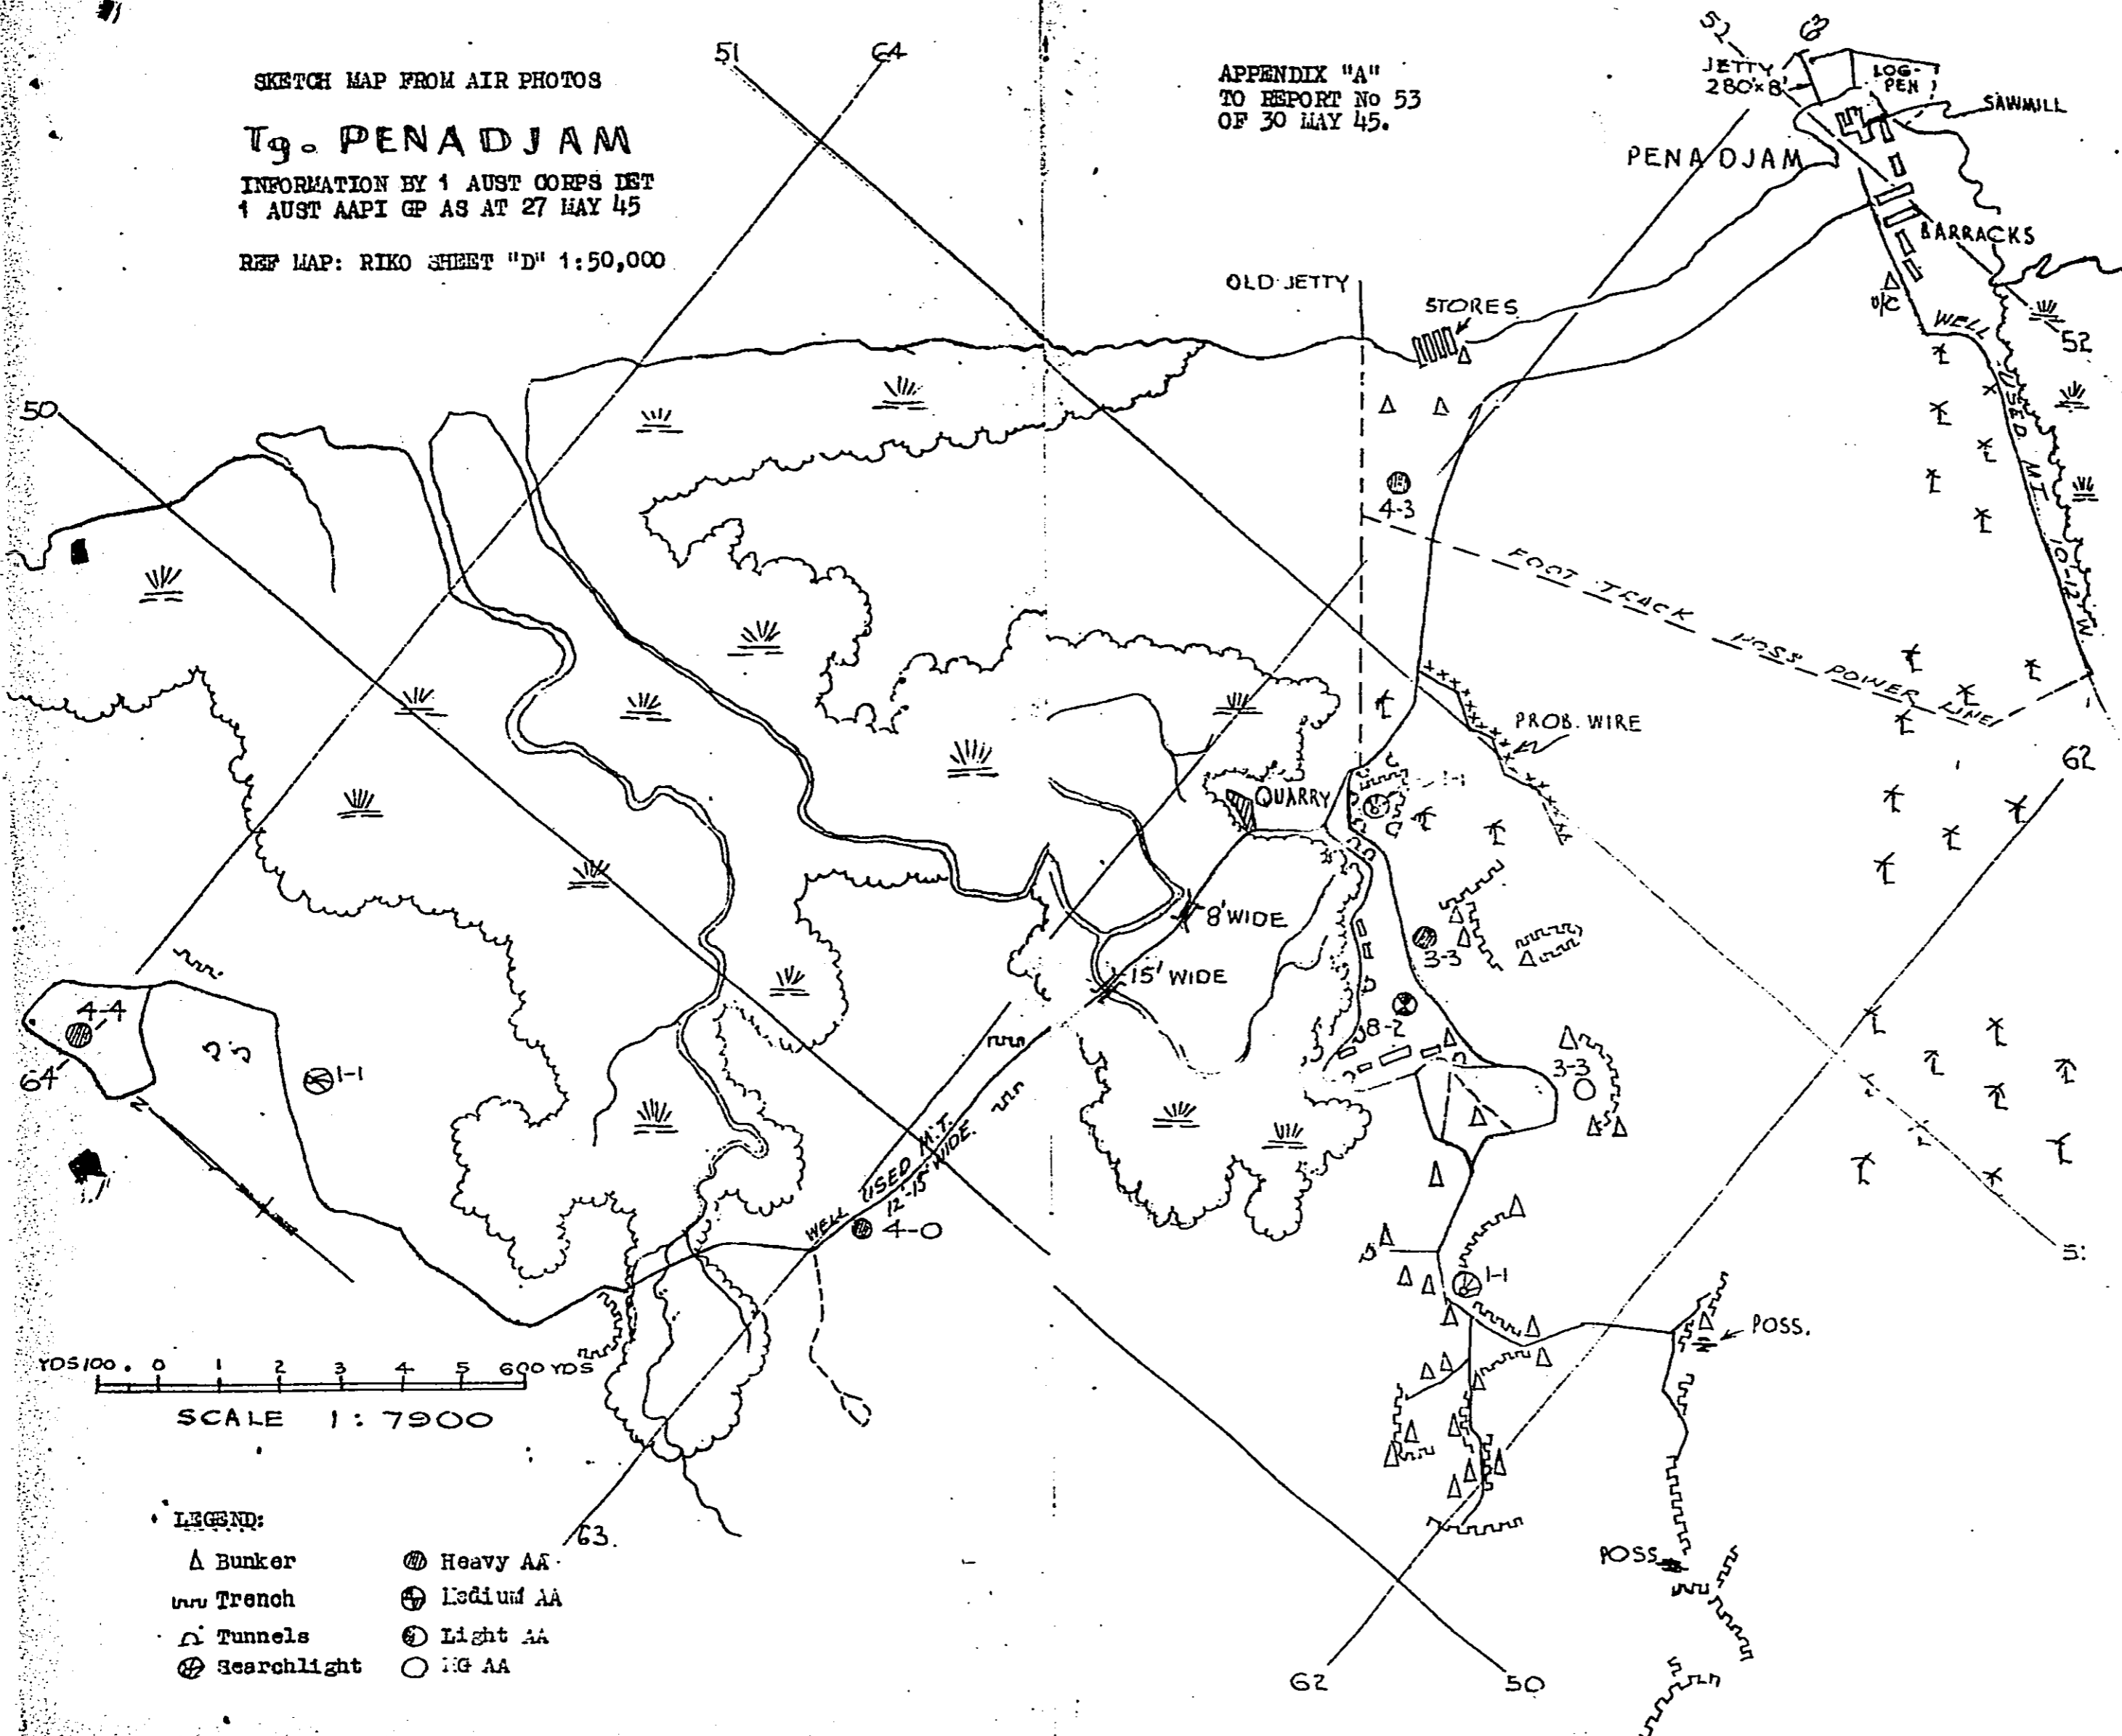 SKETCH MAP FROM AIR PHOTOS
Tg. PENADJAM
INFORMATION BY 1 AUST CORPS DET
1 AUST AAPI GP AS AT 27 MAY 45
REF MAP: RIKO SHEET "D" 1:50,000
APPENDIX "A"
TO REPORT No 53
OF 30 MAY 45.
51
64
52
63
JETTY
280'x8'
LOG-
PEN
SAWMILL
PENADJAM
BARRACKS
U/C
WELL USED M.T. 10'-12' W.
52
OLD JETTY
STORES
50
4-3
FOOT TRACK
POSS POWER LINE
PROB. WIRE
62
QUARRY
1-1
8' WIDE
15' WIDE
3-3
8-2
3-3
4-4
64
1-1
N
WELL USED M.T.
12'-15' WIDE.
4-0
1-1
POSS.
YDS 100 0 1 2 3 4 5 600 YDS
SCALE 1:7900
63.
POSS
62
50
LEGEND:
Bunker
Trench
Tunnels
Searchlight
Heavy AA
Medium AA
Light AA
MG AA